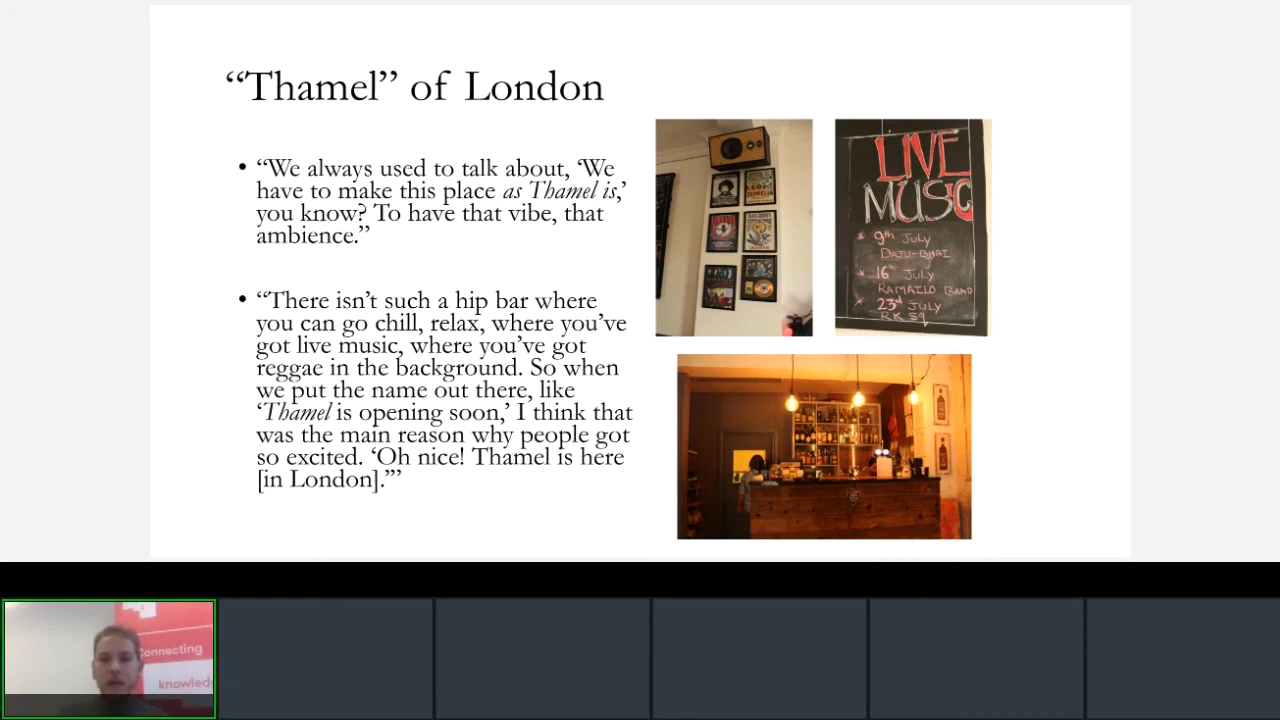 “Thamel” of London
• “We always used to talk about, ‘We
have to make this place as Thamel is,’
you know? To have that vibe, that
ambience.”
• “There isn’t such a hip bar where
you can go chill, relax, where you’ve
got live music, where you’ve got
reggae in the background. So when
we put the name out there, like
‘Thamel is opening soon,’ I think that
was the main reason why people got
so excited. ‘Oh nice! Thamel is here
[in London].”’
LED
ZEPPELIN
LIVE
MUSIC
* 9th JULY
DAJU-BHAI
* 16th JULY
RAMAILO BAND
* 23rd JULY
RK 59
Connecting
knowled